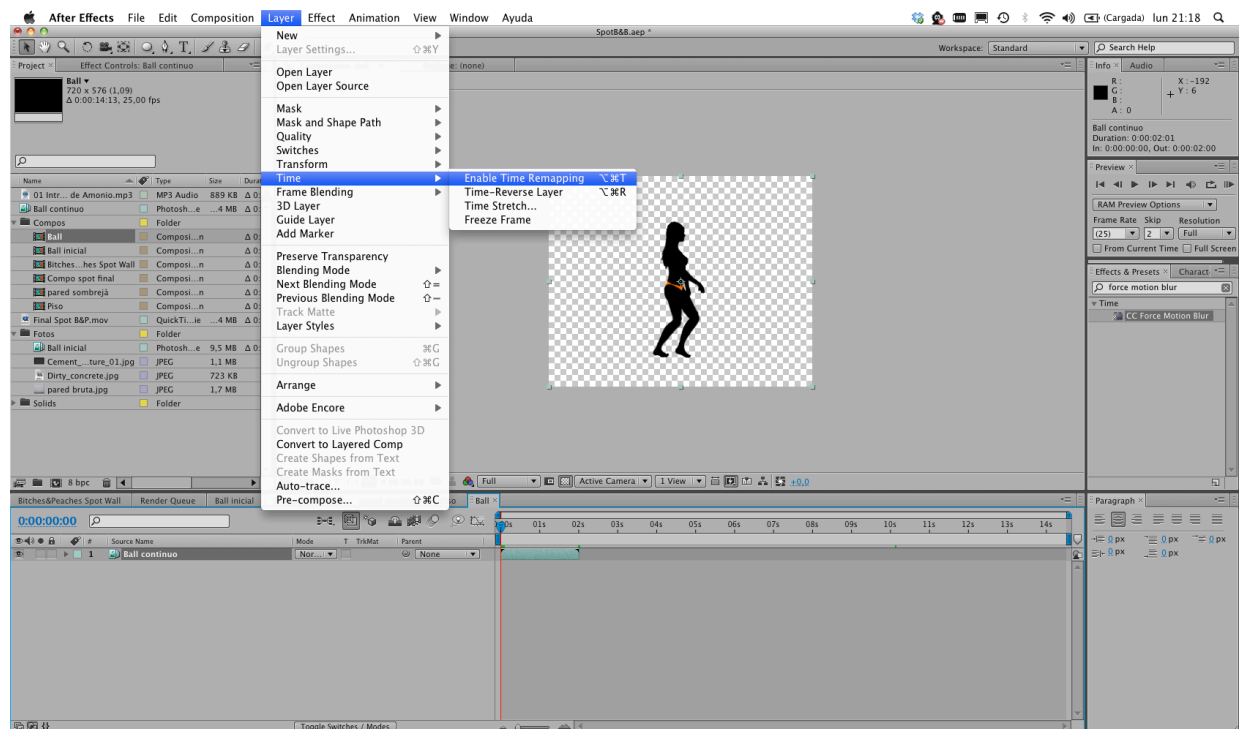 After Effects File Edit Composition Layer Effect Animation View Window Ayuda (Cargada) lun 21:18
SpotB&B.aep *
Workspace: Standard Search Help
Project Effect Controls: Ball continuo
: (none)
Ball
720 x 576 (1,09)
Δ 0:00:14:13, 25,00 fps
Name Type Size
01 Intr... de Amonio.mp3 MP3 Audio 889 KB
Ball continuo Photosh...e ...4 MB
Compos Folder
Ball Composi...n
Ball inicial Composi...n
Bitches...hes Spot Wall Composi...n
Compo spot final Composi...n
pared sombrejà Composi...n
Piso Composi...n
Final Spot B&P.mov QuickTi...ie ...4 MB
Fotos Folder
Ball inicial Photosh...e 9,5 MB
Cement_...ture_01.jpg JPEG 1,1 MB
Dirty_concrete.jpg JPEG 723 KB
pared bruta.jpg JPEG 1,7 MB
Solids Folder
8 bpc
New
Layer Settings... ⇧⌘Y
Open Layer
Open Layer Source
Mask
Mask and Shape Path
Quality
Switches
Transform
Time
Frame Blending
3D Layer
Guide Layer
Add Marker
Preserve Transparency
Blending Mode
Next Blending Mode ⇧=
Previous Blending Mode ⇧−
Track Matte
Layer Styles
Group Shapes ⌘G
Ungroup Shapes ⇧⌘G
Arrange
Adobe Encore
Convert to Live Photoshop 3D
Convert to Layered Comp
Create Shapes from Text
Create Masks from Text
Auto-trace...
Pre-compose... ⇧⌘C
Enable Time Remapping ⌥⌘T
Time-Reverse Layer ⌥⌘R
Time Stretch...
Freeze Frame
Full Active Camera 1 View +0,0
Info Audio
R : X : -192
G : Y : 6
B :
A : 0
Ball continuo
Duration: 0:00:02:01
In: 0:00:00:00, Out: 0:00:02:00
Preview
RAM Preview Options
Frame Rate Skip Resolution
(25) 2 Full
From Current Time Full Screen
Effects & Presets Charact
force motion blur
Time
CC Force Motion Blur
Bitches&Peaches Spot Wall Render Queue Ball inicial Ball
0:00:00:00
01s 02s 03s 04s 05s 06s 07s 08s 09s 10s 11s 12s 13s 14s
# Source Name Mode T TrkMat Parent
1 Ball continuo Nor... None
Toggle Switches / Modes
Paragraph
0 px 0 px 0 px
0 px 0 px